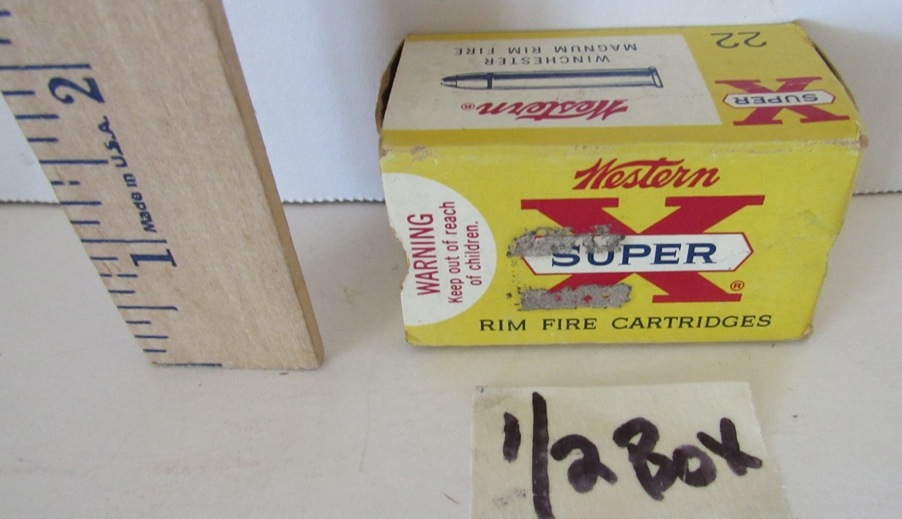 2
Made in U.S.A.
1
22
WINCHESTER
MAGNUM RIM FIRE
Western®
SUPER X
Western
SUPER X®
RIM FIRE CARTRIDGES
WARNING
Keep out of reach
of children.
1/2 Box